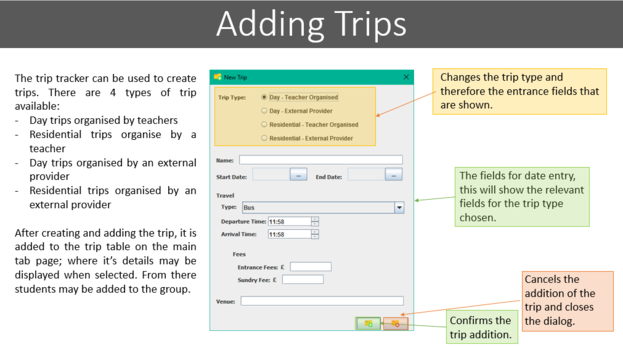 Adding Trips
The trip tracker can be used to create
trips. There are 4 types of trip
available:
- Day trips organised by teachers
- Residential trips organise by a
teacher
- Day trips organised by an external
provider
- Residential trips organised by an
external provider
After creating and adding the trip, it is
added to the trip table on the main
tab page; where it's details may be
displayed when selected. From there
students may be added to the group.
New Trip
Trip Type:
Day - Teacher Organised
Day - External Provider
Residential - Teacher Organised
Residential - External Provider
Name:
Start Date: ... End Date: ...
Travel
Type: Bus
Departure Time: 11:58
Arrival Time: 11:58
Fees
Entrance Fees: £
Sundry Fee: £
Venue:
Changes the trip type and
therefore the entrance fields that
are shown.
The fields for date entry,
this will show the relevant
fields for the trip type
chosen.
Cancels the
addition of the
trip and closes
the dialog.
Confirms the
trip addition.